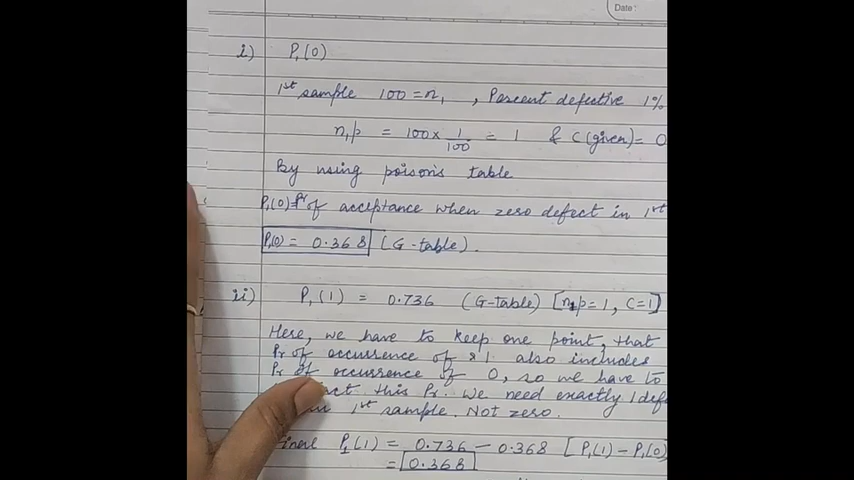 Date:
i) P₁(0)
1st sample 100 = n₁ , Percent defective 1%
n₁p = 100 × 1/100 = 1 & C (given) = 0
By using poison's table
P₁(0) = Pr of acceptance when zero defect in 1st
P₁(0) = 0.368 (G-table).
ii) P₁(1) = 0.736 (G-table) [n₁p = 1, C = 1]
Here, we have to keep one point, that
Pr of occurrence of 1 also includes
Pr of occurrence of 0, so we have to
this Pr. We need exactly 1 defe
1st sample. Not zero.
P₁(1) = 0.736 – 0.368 [P₁(1) – P₁(0)
= 0.368